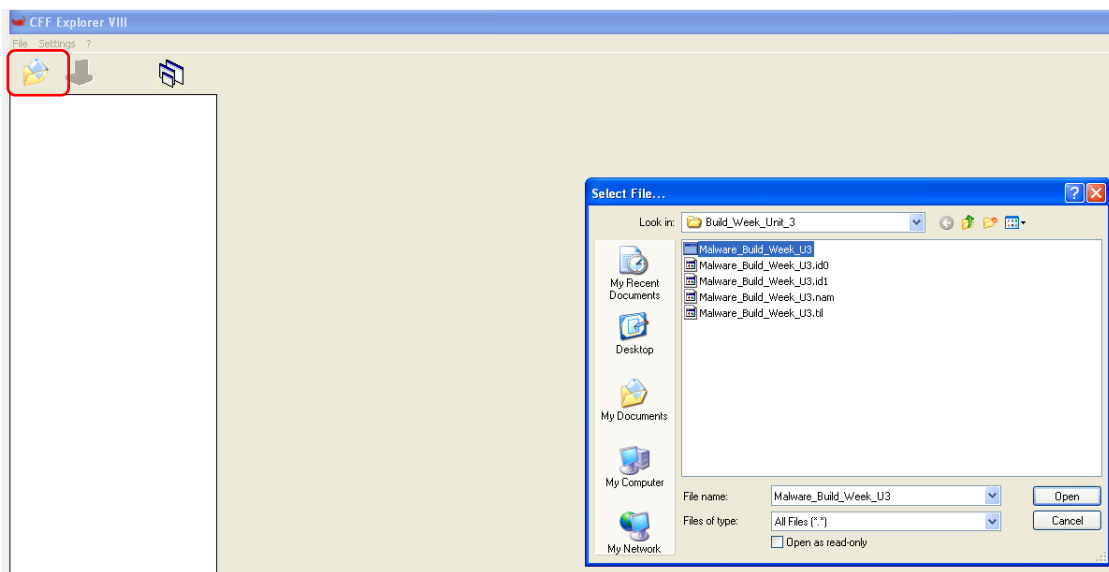 CFF Explorer VIII
File Settings ?
Select File...
Look in: Build_Week_Unit_3
Malware_Build_Week_U3
Malware_Build_Week_U3.id0
Malware_Build_Week_U3.id1
Malware_Build_Week_U3.nam
Malware_Build_Week_U3.til
My Recent
Documents
Desktop
My Documents
My Computer
My Network
File name: Malware_Build_Week_U3 Open
Files of type: All Files (*.*) Cancel
Open as read-only